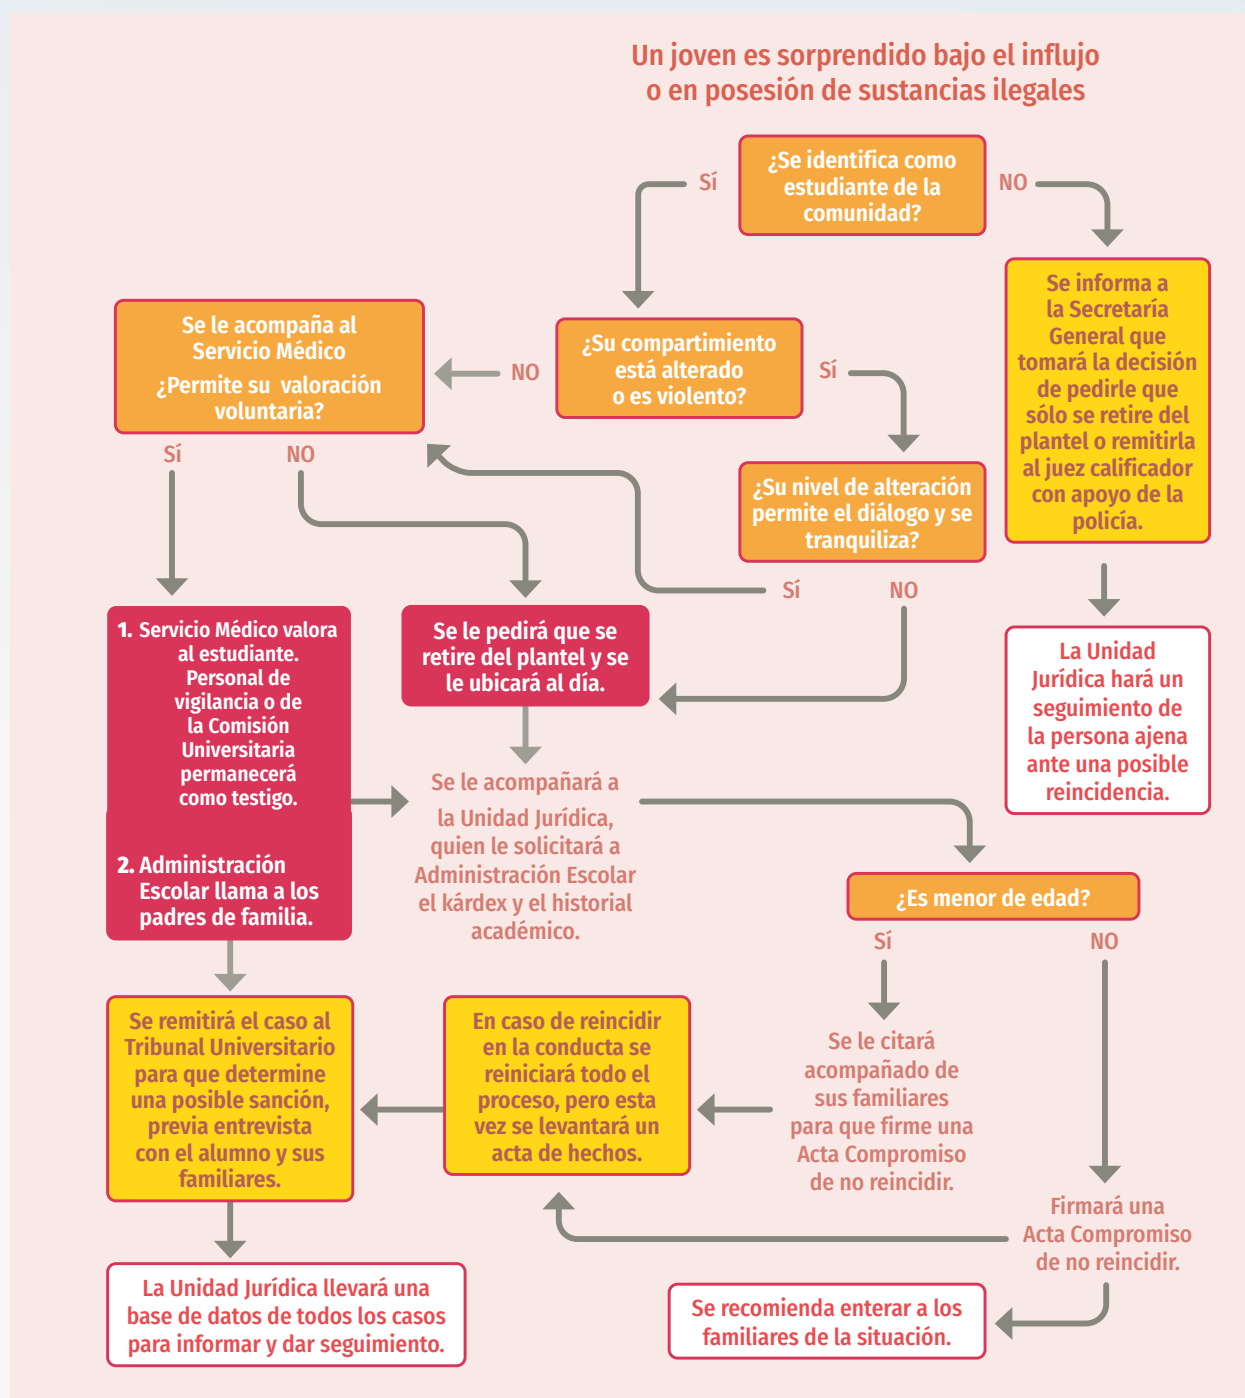 Un joven es sorprendido bajo el influjo
o en posesión de sustancias ilegales
¿Se identifica como
estudiante de la
comunidad?
Sí
NO
Se informa a
la Secretaría
General que
tomará la decisión
de pedirle que
sólo se retire del
plantel o remitirla
al juez calificador
con apoyo de la
policía.
La Unidad
Jurídica hará un
seguimiento de
la persona ajena
ante una posible
reincidencia.
¿Su compartimiento
está alterado
o es violento?
NO
Sí
Se le acompaña al
Servicio Médico
¿Permite su valoración
voluntaria?
Sí
NO
¿Su nivel de alteración
permite el diálogo y se
tranquiliza?
Sí
NO
1. Servicio Médico valora
al estudiante.
Personal de
vigilancia o de
la Comisión
Universitaria
permanecerá
como testigo.
2. Administración
Escolar llama a los
padres de familia.
Se le pedirá que se
retire del plantel y se
le ubicará al día.
Se le acompañará a
la Unidad Jurídica,
quien le solicitará a
Administración Escolar
el kárdex y el historial
académico.
¿Es menor de edad?
Sí
NO
Se le citará
acompañado de
sus familiares
para que firme una
Acta Compromiso
de no reincidir.
Firmará una
Acta Compromiso
de no reincidir.
En caso de reincidir
en la conducta se
reiniciará todo el
proceso, pero esta
vez se levantará un
acta de hechos.
Se remitirá el caso al
Tribunal Universitario
para que determine
una posible sanción,
previa entrevista
con el alumno y sus
familiares.
La Unidad Jurídica llevará una
base de datos de todos los casos
para informar y dar seguimiento.
Se recomienda enterar a los
familiares de la situación.